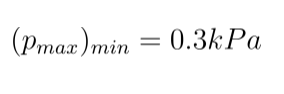 (p_{max})_{min} = 0.3kPa